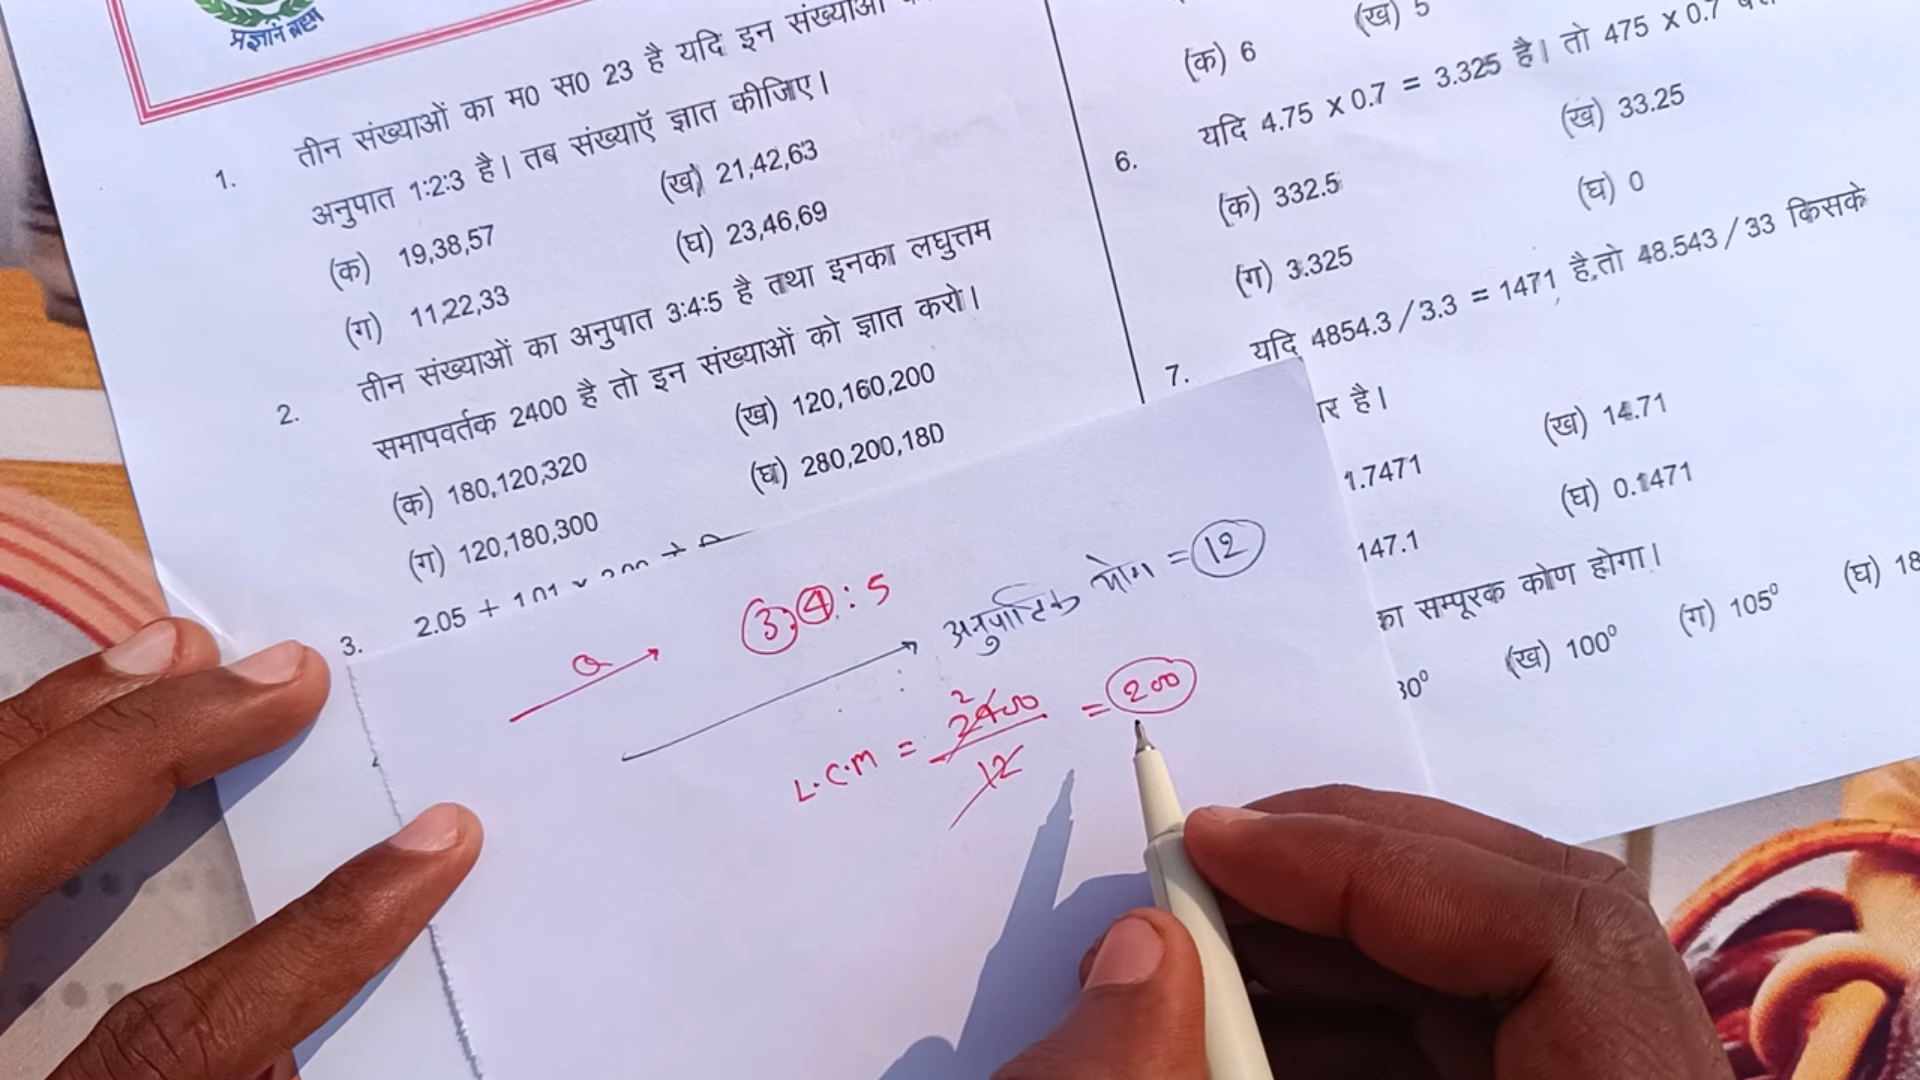 प्रज्ञानं ब्रह्म
1. तीन संख्याओं का म0 स0 23 है यदि इन संख्याओं
अनुपात 1:2:3 है। तब संख्याऍ ज्ञात कीजिए।
(क) 19,38,57 (ख) 21,42,63
(ग) 11,22,33 (घ) 23,46,69
2. तीन संख्याओं का अनुपात 3:4:5 है तथा इनका लघुत्तम
समापवर्तक 2400 है तो इन संख्याओं को ज्ञात करो।
(क) 180,120,320 (ख) 120,160,200
(ग) 120,180,300 (घ) 280,200,180
3. 2.05 + 1.01 x
3:4:5
अनुपातिक योग = 12
L.C.M = 2400 / 12 = 200
2
(क) 6 (ख) 5
6. यदि 4.75 x 0.7 = 3.325 है। तो 475 x 0.7
(क) 332.5 (ख) 33.25
(ग) 3.325 (घ) 0
7. यदि 4854.3 / 3.3 = 1471 है,तो 48.543 / 33 किसके
है।
1.7471 (ख) 14.71
147.1 (घ) 0.1471
का सम्पूरक कोण होगा।
30⁰ (ख) 100⁰ (ग) 105⁰ (घ) 18